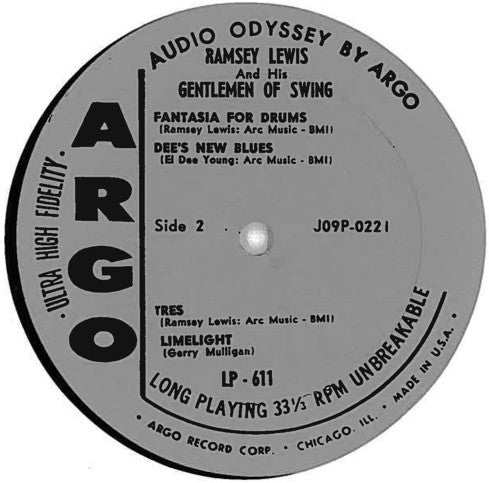 AUDIO ODYSSEY BY ARGO
RAMSEY LEWIS
And His
GENTLEMEN OF SWING
FANTASIA FOR DRUMS
(Ramsey Lewis: Arc Music - BMI)
DEE'S NEW BLUES
(El Dee Young: Arc Music - BMI)
ARGO
· ULTRA HIGH FIDELITY ·
Side 2
J09P-0221
TRES
(Ramsey Lewis: Arc Music - BMI)
LIMELIGHT
(Gerry Mulligan)
LP - 611
LONG PLAYING 33⅓ RPM UNBREAKABLE
· ARGO RECORD CORP. · CHICAGO, ILL. · MADE IN U.S.A. ·